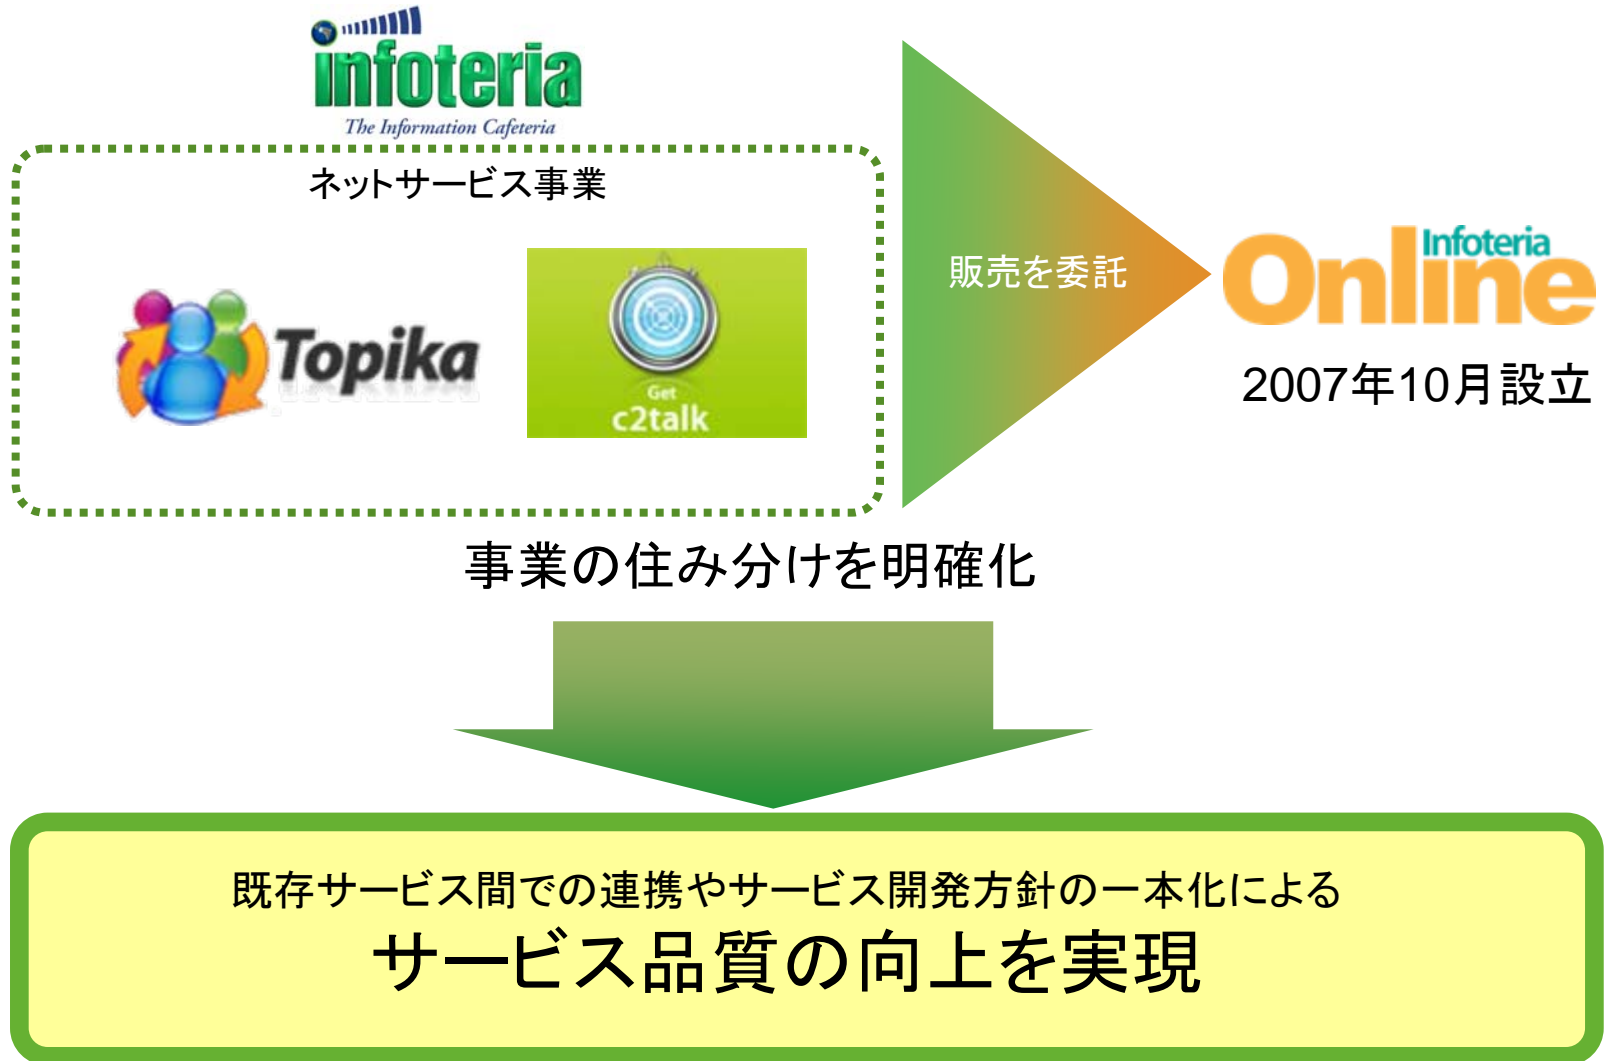 infoteria
The Information Cafeteria
ネットサービス事業
Topika
Get
c2talk
販売を委託
Infoteria
Online
2007年10月設立
事業の住み分けを明確化
既存サービス間での連携やサービス開発方針の一本化による
サービス品質の向上を実現